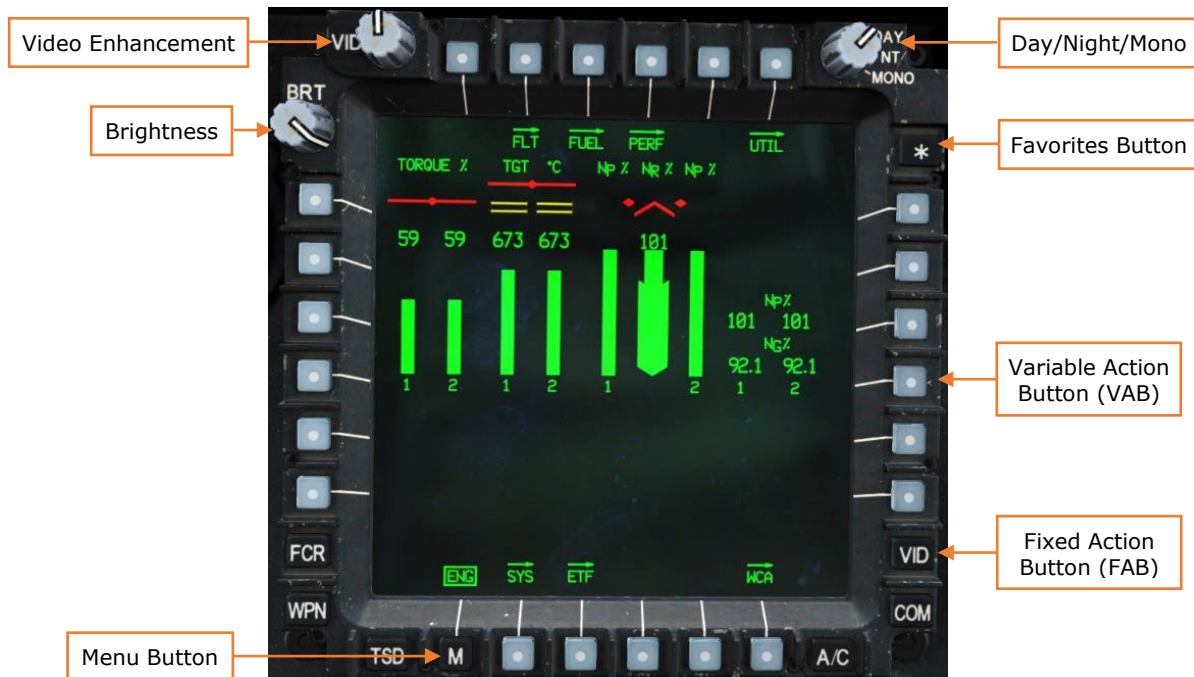 Video Enhancement
VID
DAY
NT
MONO
Day/Night/Mono
BRT
Brightness
*
Favorites Button
FLT FUEL PERF UTIL
TORQUE % TGT °C NP % NR % NP %
59 59 673 673 101
NP%
101 101
NG%
92.1 92.1
1 2 1 2 1 2 1 2
Variable Action
Button (VAB)
FCR
VID
Fixed Action
Button (FAB)
ENG SYS ETF WCA
WPN
COM
Menu Button
TSD M A/C